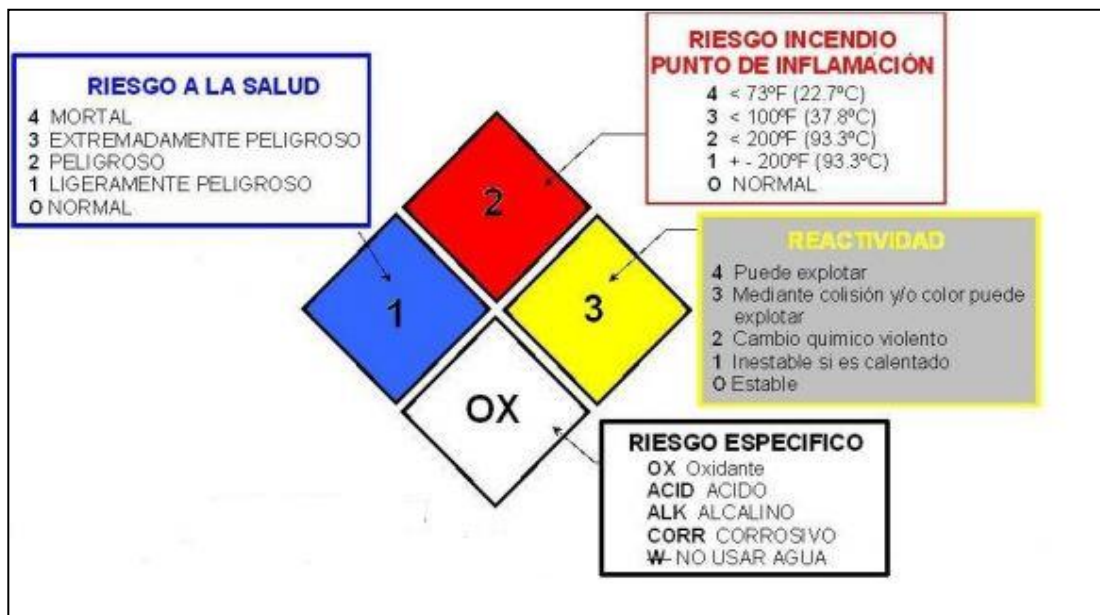 RIESGO A LA SALUD
4 MORTAL
3 EXTREMADAMENTE PELIGROSO
2 PELIGROSO
1 LIGERAMENTE PELIGROSO
O NORMAL
RIESGO INCENDIO
PUNTO DE INFLAMACIÓN
4 < 73ºF (22.7ºC)
3 < 100ºF (37.8ºC)
2 < 200ºF (93.3ºC)
1 + - 200ºF (93.3ºC)
O NORMAL
2
1
3
OX
REACTIVIDAD
4 Puede explotar
3 Mediante colisión y/o color puede
explotar
2 Cambio quimico violento
1 Inestable si es calentado
O Estable
RIESGO ESPECIFICO
OX Oxidante
ACID ACIDO
ALK ALCALINO
CORR CORROSIVO
W NO USAR AGUA